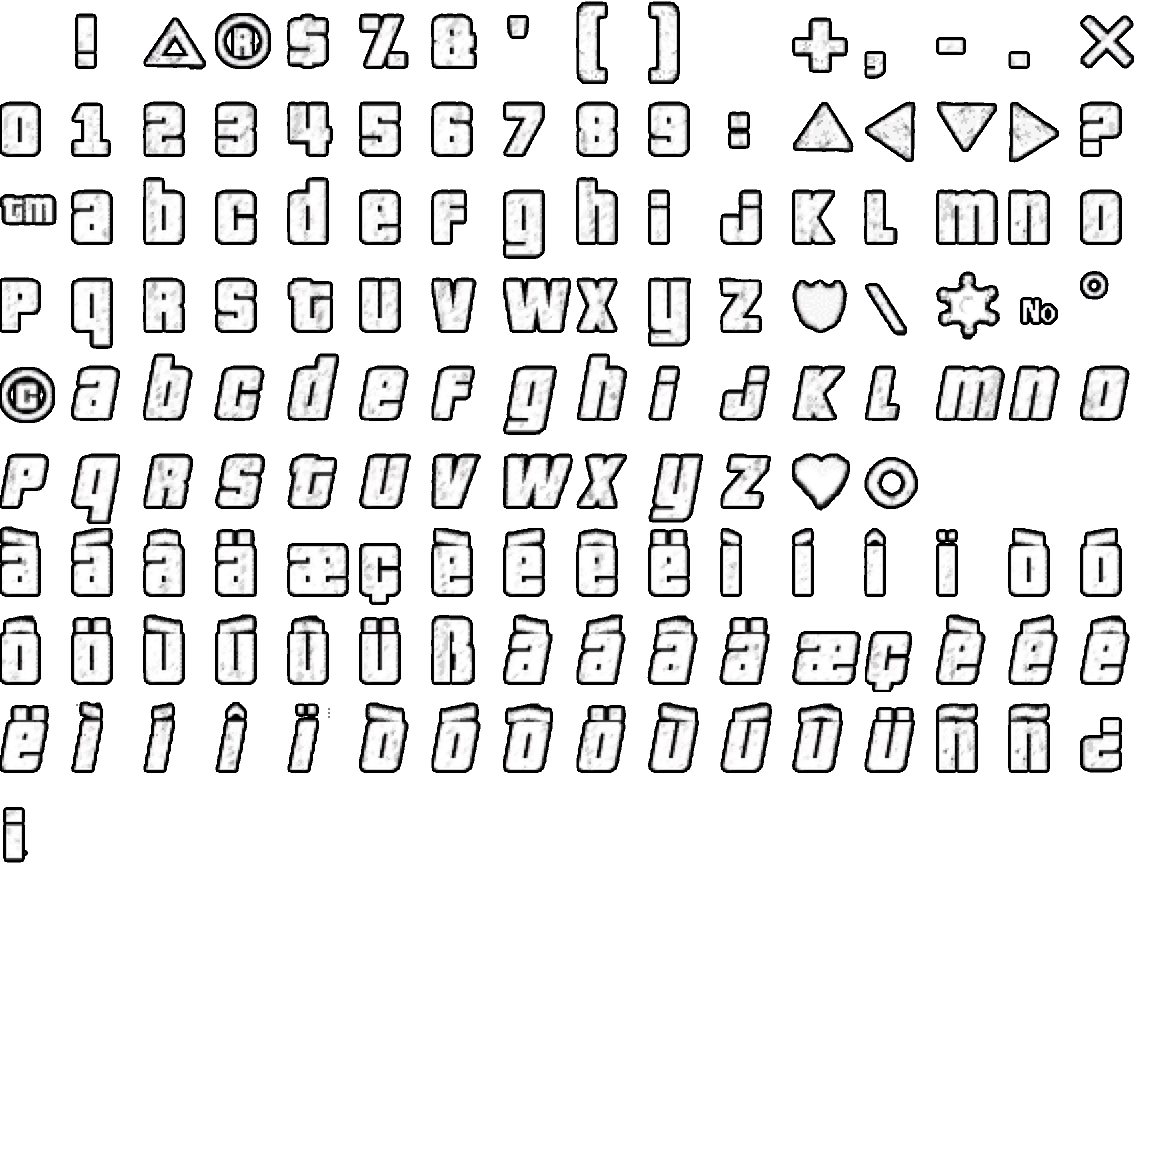 ! △ ® $ % & ' [ ] + , - . ×
0 1 2 3 4 5 6 7 8 9 : ▲ ◀ ▼ ▶ ?
™ a b c d e f g h i j k l m n o
p q r s t u v w x y z \ No °
© a b c d e f g h i j k l m n o
p q r s t u v w x y z ♥ ◎
à á â ä æ ç è é ê ë ì í î ï ò ó
ô ö ù ú û ü ß à á â ä æ ç è é ê
ë ì í î ï ò ó ô ö ù ú û ü ñ ñ ¿
¡